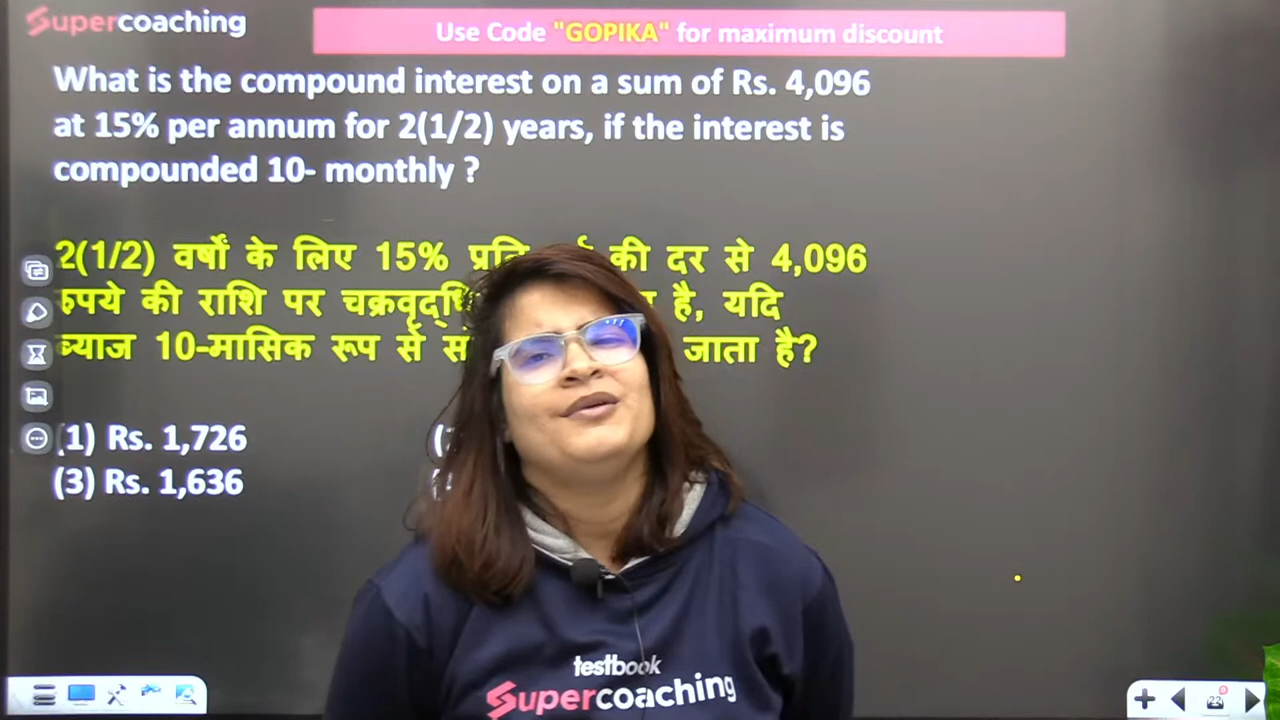 Supercoaching
Use Code "GOPIKA" for maximum discount
What is the compound interest on a sum of Rs. 4,096
at 15% per annum for 2(1/2) years, if the interest is
compounded 10- monthly ?
2(1/2) वर्षों के लिए 15% की दर से 4,096
रुपये की राशि पर है, यदि
ब्याज 10-मासिक रूप से जाता है?
(1) Rs. 1,726
(3) Rs. 1,636
testbook
Supercoaching